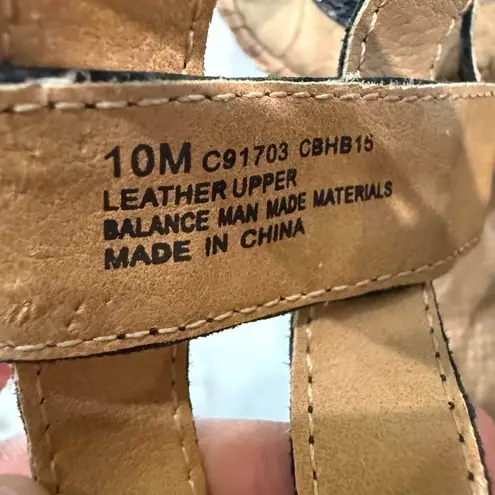 10M C91703 CBHB15
LEATHER UPPER
BALANCE MAN MADE MATERIALS
MADE IN CHINA